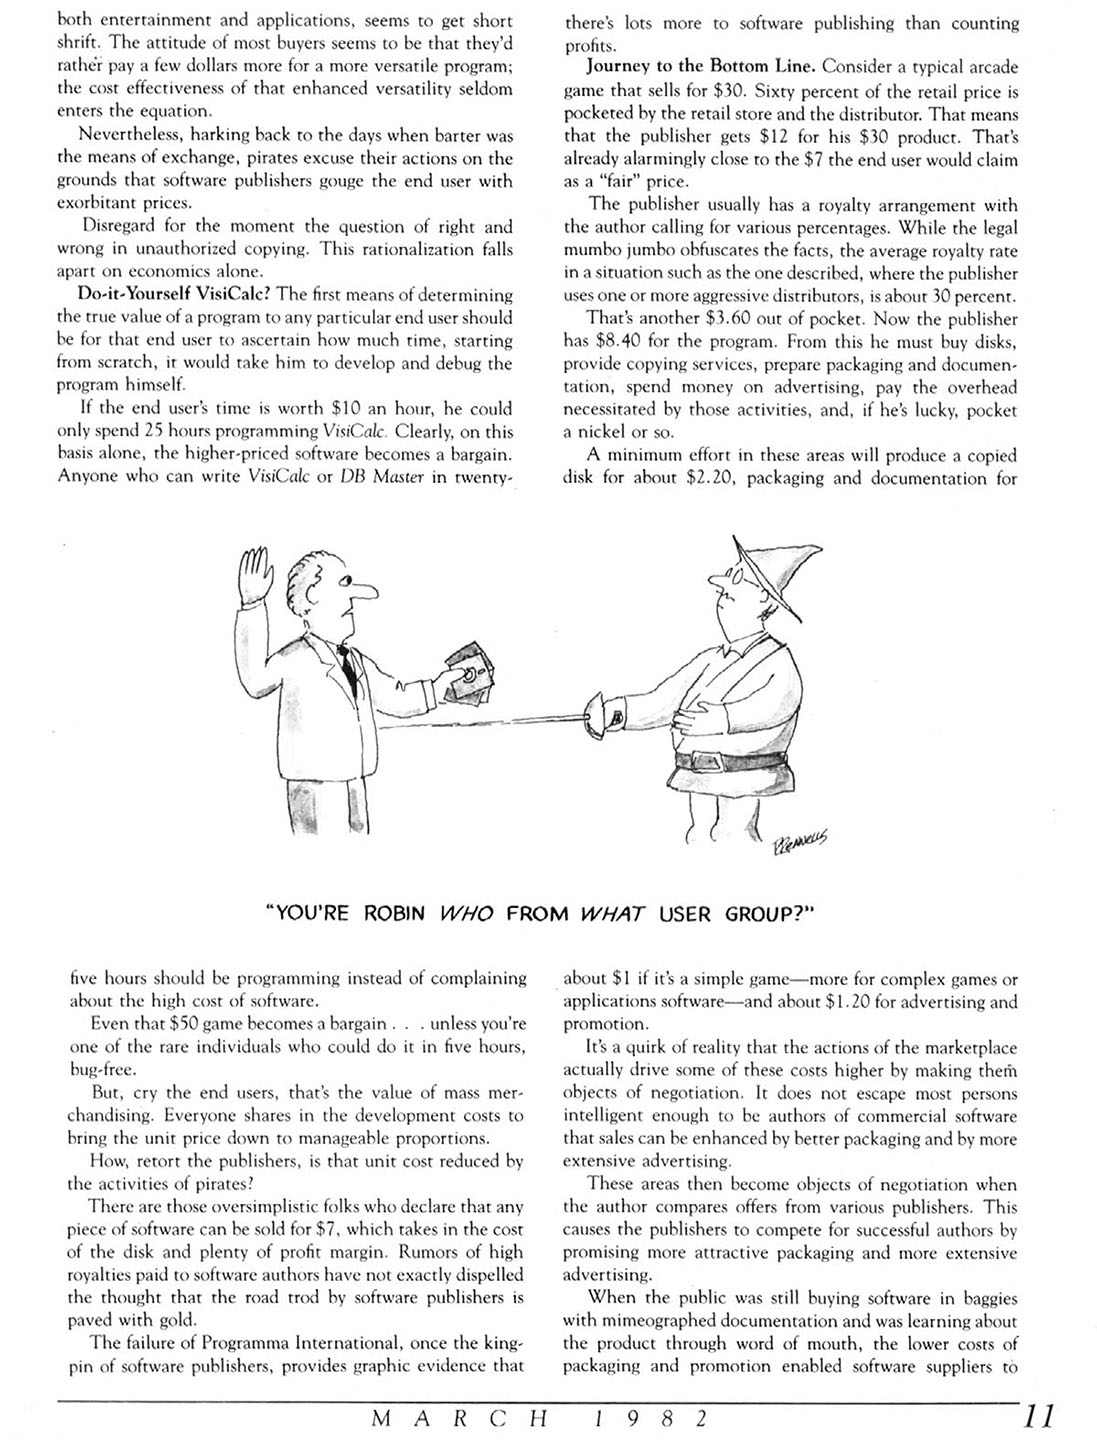 both entertainment and applications, seems to get short
shrift. The attitude of most buyers seems to be that they'd
rather pay a few dollars more for a more versatile program;
the cost effectiveness of that enhanced versatility seldom
enters the equation.
Nevertheless, harking back to the days when barter was
the means of exchange, pirates excuse their actions on the
grounds that software publishers gouge the end user with
exorbitant prices.
Disregard for the moment the question of right and
wrong in unauthorized copying. This rationalization falls
apart on economics alone.
Do-it-Yourself VisiCalc? The first means of determining
the true value of a program to any particular end user should
be for that end user to ascertain how much time, starting
from scratch, it would take him to develop and debug the
program himself.
If the end user's time is worth $10 an hour, he could
only spend 25 hours programming VisiCalc. Clearly, on this
basis alone, the higher-priced software becomes a bargain.
Anyone who can write VisiCalc or DB Master in twenty-
there's lots more to software publishing than counting
profits.
Journey to the Bottom Line. Consider a typical arcade
game that sells for $30. Sixty percent of the retail price is
pocketed by the retail store and the distributor. That means
that the publisher gets $12 for his $30 product. That's
already alarmingly close to the $7 the end user would claim
as a "fair" price.
The publisher usually has a royalty arrangement with
the author calling for various percentages. While the legal
mumbo jumbo obfuscates the facts, the average royalty rate
in a situation such as the one described, where the publisher
uses one or more aggressive distributors, is about 30 percent.
That's another $3.60 out of pocket. Now the publisher
has $8.40 for the program. From this he must buy disks,
provide copying services, prepare packaging and documen-
tation, spend money on advertising, pay the overhead
necessitated by those activities, and, if he's lucky, pocket
a nickel or so.
A minimum effort in these areas will produce a copied
disk for about $2.20, packaging and documentation for
"YOU'RE ROBIN WHO FROM WHAT USER GROUP?"
five hours should be programming instead of complaining
about the high cost of software.
Even that $50 game becomes a bargain . . . unless you're
one of the rare individuals who could do it in five hours,
bug-free.
But, cry the end users, that's the value of mass mer-
chandising. Everyone shares in the development costs to
bring the unit price down to manageable proportions.
How, retort the publishers, is that unit cost reduced by
the activities of pirates?
There are those oversimplistic folks who declare that any
piece of software can be sold for $7, which takes in the cost
of the disk and plenty of profit margin. Rumors of high
royalties paid to software authors have not exactly dispelled
the thought that the road trod by software publishers is
paved with gold.
The failure of Programma International, once the king-
pin of software publishers, provides graphic evidence that
about $1 if it's a simple game—more for complex games or
applications software—and about $1.20 for advertising and
promotion.
It's a quirk of reality that the actions of the marketplace
actually drive some of these costs higher by making them
objects of negotiation. It does not escape most persons
intelligent enough to be authors of commercial software
that sales can be enhanced by better packaging and by more
extensive advertising.
These areas then become objects of negotiation when
the author compares offers from various publishers. This
causes the publishers to compete for successful authors by
promising more attractive packaging and more extensive
advertising.
When the public was still buying software in baggies
with mimeographed documentation and was learning about
the product through word of mouth, the lower costs of
packaging and promotion enabled software suppliers to
MARCH 1982 11